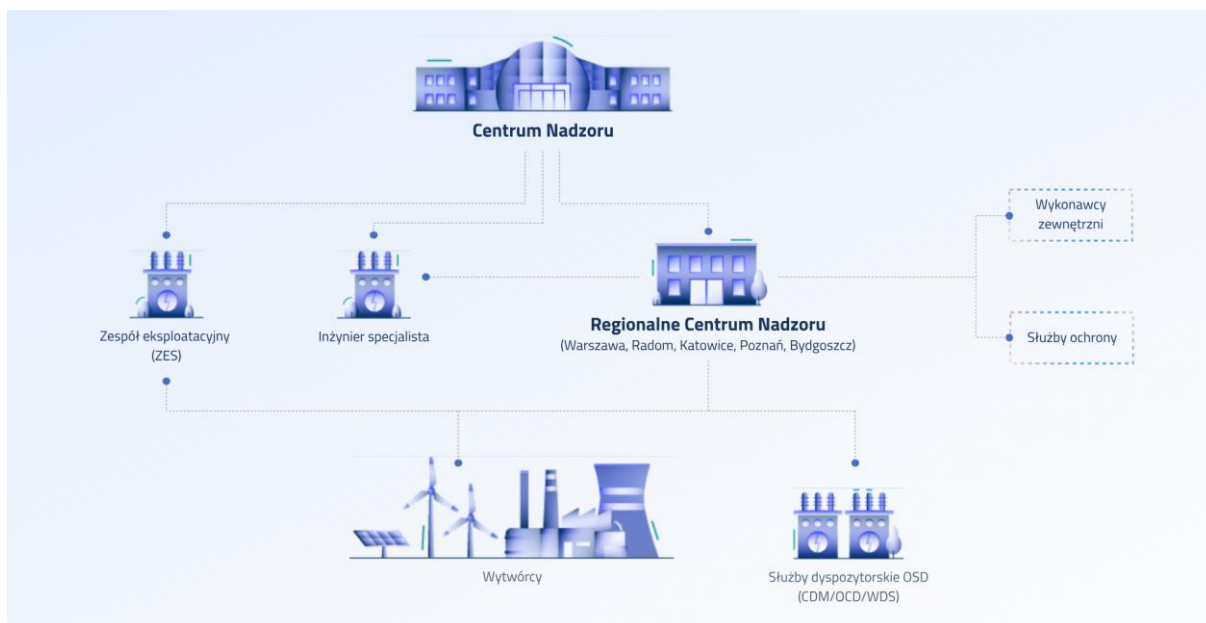 Centrum Nadzoru
Wykonawcy
zewnętrzni
Zespół eksploatacyjny
(ZES)
Inżynier specjalista
Regionalne Centrum Nadzoru
(Warszawa, Radom, Katowice, Poznań, Bydgoszcz)
Służby ochrony
Wytwórcy
Służby dyspozytorskie OSD
(CDM/OCD/WDS)